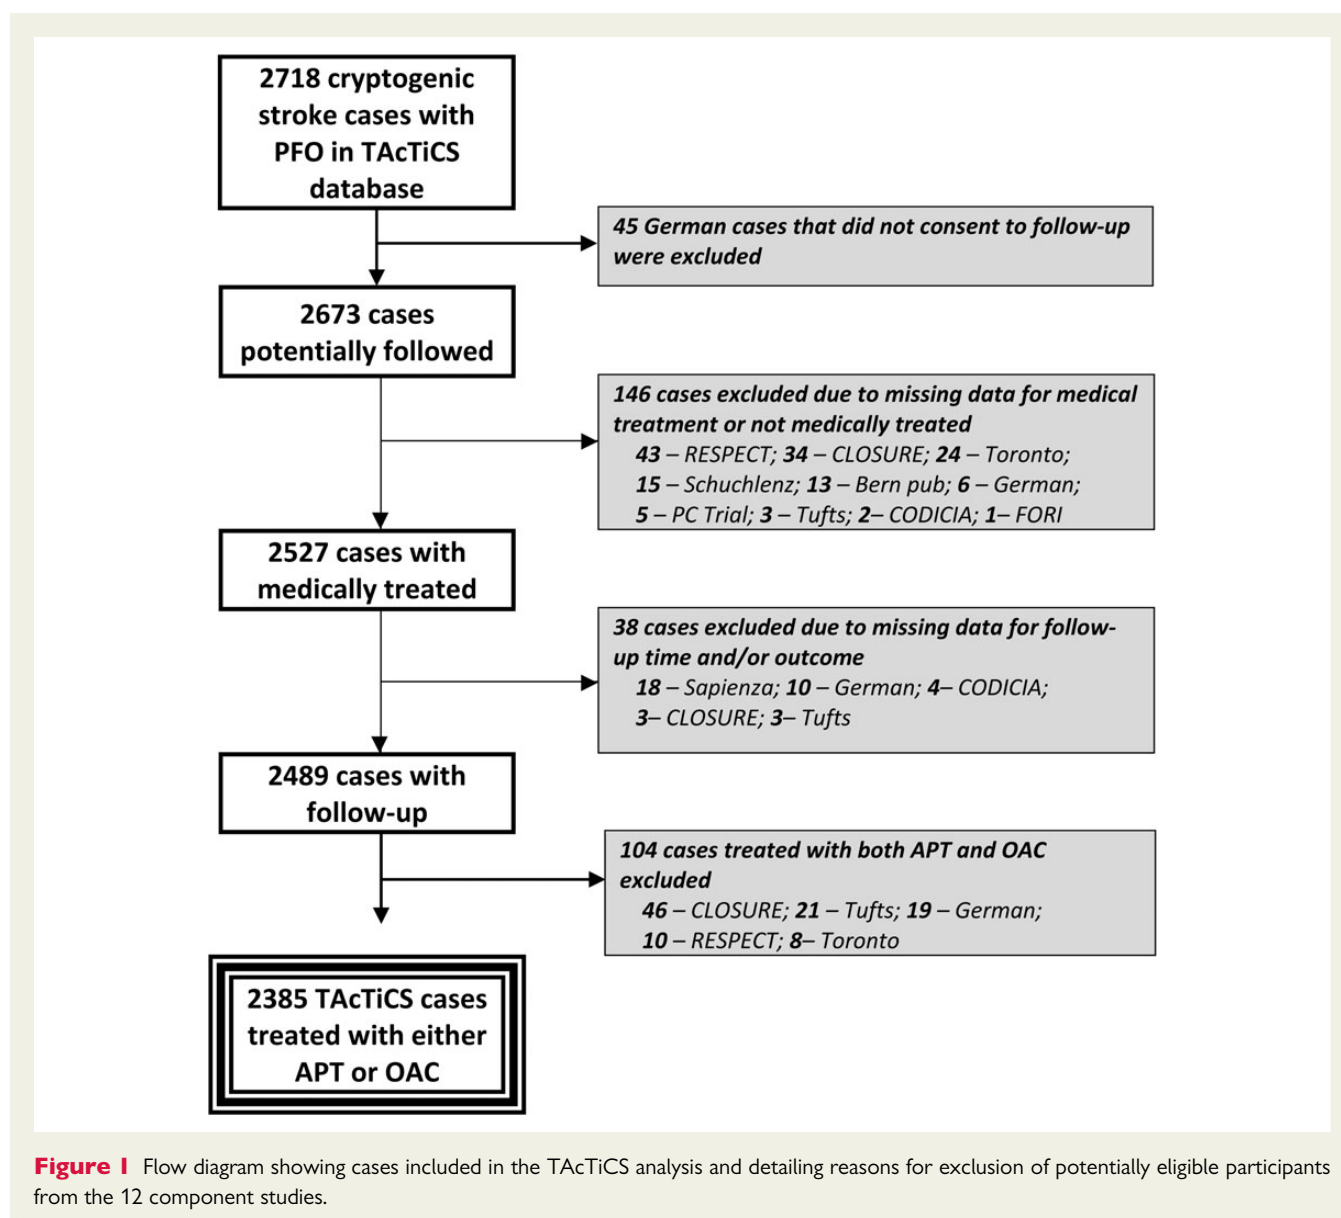 2718 cryptogenic
stroke cases with
PFO in TAcTiCS
database
45 German cases that did not consent to follow-up
were excluded
2673 cases
potentially followed
146 cases excluded due to missing data for medical
treatment or not medically treated
43 – RESPECT; 34 – CLOSURE; 24 – Toronto;
15 – Schuchlenz; 13 – Bern pub; 6 – German;
5 – PC Trial; 3 – Tufts; 2– CODICIA; 1– FORI
2527 cases with
medically treated
38 cases excluded due to missing data for follow-
up time and/or outcome
18 – Sapienza; 10 – German; 4– CODICIA;
3– CLOSURE; 3– Tufts
2489 cases with
follow-up
104 cases treated with both APT and OAC
excluded
46 – CLOSURE; 21 – Tufts; 19 – German;
10 – RESPECT; 8– Toronto
2385 TAcTiCS cases
treated with either
APT or OAC
Figure 1 Flow diagram showing cases included in the TAcTiCS analysis and detailing reasons for exclusion of potentially eligible participants
from the 12 component studies.